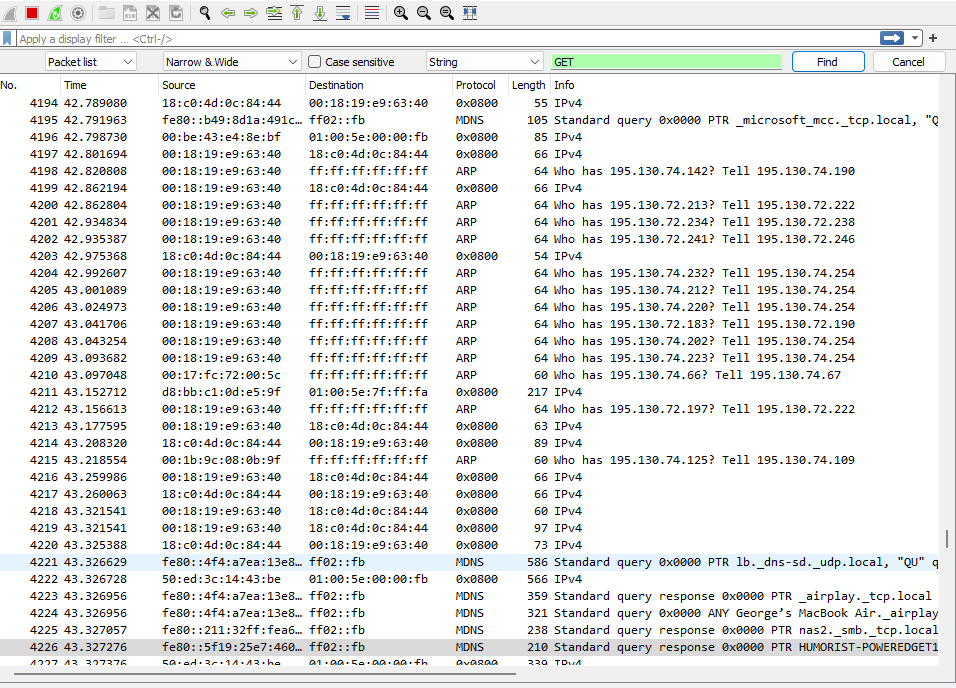 Apply a display filter ... <Ctrl-/>
Packet list Narrow & Wide Case sensitive String GET Find Cancel
No. Time Source Destination Protocol Length Info
4194 42.789080 18:c0:4d:0c:84:44 00:18:19:e9:63:40 0x0800 55 IPv4
4195 42.791963 fe80::b49:8d1a:491c… ff02::fb MDNS 105 Standard query 0x0000 PTR _microsoft_mcc._tcp.local, "Q
4196 42.798730 00:be:43:e4:8e:bf 01:00:5e:00:00:fb 0x0800 85 IPv4
4197 42.801694 00:18:19:e9:63:40 18:c0:4d:0c:84:44 0x0800 66 IPv4
4198 42.820808 00:18:19:e9:63:40 ff:ff:ff:ff:ff:ff ARP 64 Who has 195.130.74.142? Tell 195.130.74.190
4199 42.862194 00:18:19:e9:63:40 18:c0:4d:0c:84:44 0x0800 66 IPv4
4200 42.862804 00:18:19:e9:63:40 ff:ff:ff:ff:ff:ff ARP 64 Who has 195.130.72.213? Tell 195.130.72.222
4201 42.934834 00:18:19:e9:63:40 ff:ff:ff:ff:ff:ff ARP 64 Who has 195.130.72.234? Tell 195.130.72.238
4202 42.935387 00:18:19:e9:63:40 ff:ff:ff:ff:ff:ff ARP 64 Who has 195.130.72.241? Tell 195.130.72.246
4203 42.975368 18:c0:4d:0c:84:44 00:18:19:e9:63:40 0x0800 54 IPv4
4204 42.992607 00:18:19:e9:63:40 ff:ff:ff:ff:ff:ff ARP 64 Who has 195.130.74.232? Tell 195.130.74.254
4205 43.001089 00:18:19:e9:63:40 ff:ff:ff:ff:ff:ff ARP 64 Who has 195.130.74.212? Tell 195.130.74.254
4206 43.024973 00:18:19:e9:63:40 ff:ff:ff:ff:ff:ff ARP 64 Who has 195.130.74.220? Tell 195.130.74.254
4207 43.041706 00:18:19:e9:63:40 ff:ff:ff:ff:ff:ff ARP 64 Who has 195.130.72.183? Tell 195.130.72.190
4208 43.043254 00:18:19:e9:63:40 ff:ff:ff:ff:ff:ff ARP 64 Who has 195.130.74.202? Tell 195.130.74.254
4209 43.093682 00:18:19:e9:63:40 ff:ff:ff:ff:ff:ff ARP 64 Who has 195.130.74.223? Tell 195.130.74.254
4210 43.097048 00:17:fc:72:00:5c ff:ff:ff:ff:ff:ff ARP 60 Who has 195.130.74.66? Tell 195.130.74.67
4211 43.152712 d8:bb:c1:0d:e5:9f 01:00:5e:7f:ff:fa 0x0800 217 IPv4
4212 43.156613 00:18:19:e9:63:40 ff:ff:ff:ff:ff:ff ARP 64 Who has 195.130.72.197? Tell 195.130.72.222
4213 43.177595 00:18:19:e9:63:40 18:c0:4d:0c:84:44 0x0800 63 IPv4
4214 43.208320 18:c0:4d:0c:84:44 00:18:19:e9:63:40 0x0800 89 IPv4
4215 43.218554 00:1b:9c:08:0b:9f ff:ff:ff:ff:ff:ff ARP 60 Who has 195.130.74.125? Tell 195.130.74.109
4216 43.259986 00:18:19:e9:63:40 18:c0:4d:0c:84:44 0x0800 66 IPv4
4217 43.260063 18:c0:4d:0c:84:44 00:18:19:e9:63:40 0x0800 66 IPv4
4218 43.321541 00:18:19:e9:63:40 18:c0:4d:0c:84:44 0x0800 60 IPv4
4219 43.321541 00:18:19:e9:63:40 18:c0:4d:0c:84:44 0x0800 97 IPv4
4220 43.325388 18:c0:4d:0c:84:44 00:18:19:e9:63:40 0x0800 73 IPv4
4221 43.326629 fe80::4f4:a7ea:13e8… ff02::fb MDNS 586 Standard query 0x0000 PTR lb._dns-sd._udp.local, "QU" q
4222 43.326728 50:ed:3c:14:43:be 01:00:5e:00:00:fb 0x0800 566 IPv4
4223 43.326956 fe80::4f4:a7ea:13e8… ff02::fb MDNS 359 Standard query response 0x0000 PTR _airplay._tcp.local
4224 43.326956 fe80::4f4:a7ea:13e8… ff02::fb MDNS 321 Standard query 0x0000 ANY George’s MacBook Air._airplay
4225 43.327057 fe80::211:32ff:fea6… ff02::fb MDNS 238 Standard query response 0x0000 PTR nas2._smb._tcp.local
4226 43.327276 fe80::5f19:25e7:460… ff02::fb MDNS 210 Standard query response 0x0000 PTR HUMORIST-POWEREDGET1
4227 43.327376 50:ed:3c:14:43:be 01:00:5e:00:00:fb 0x0800 339 IPv4